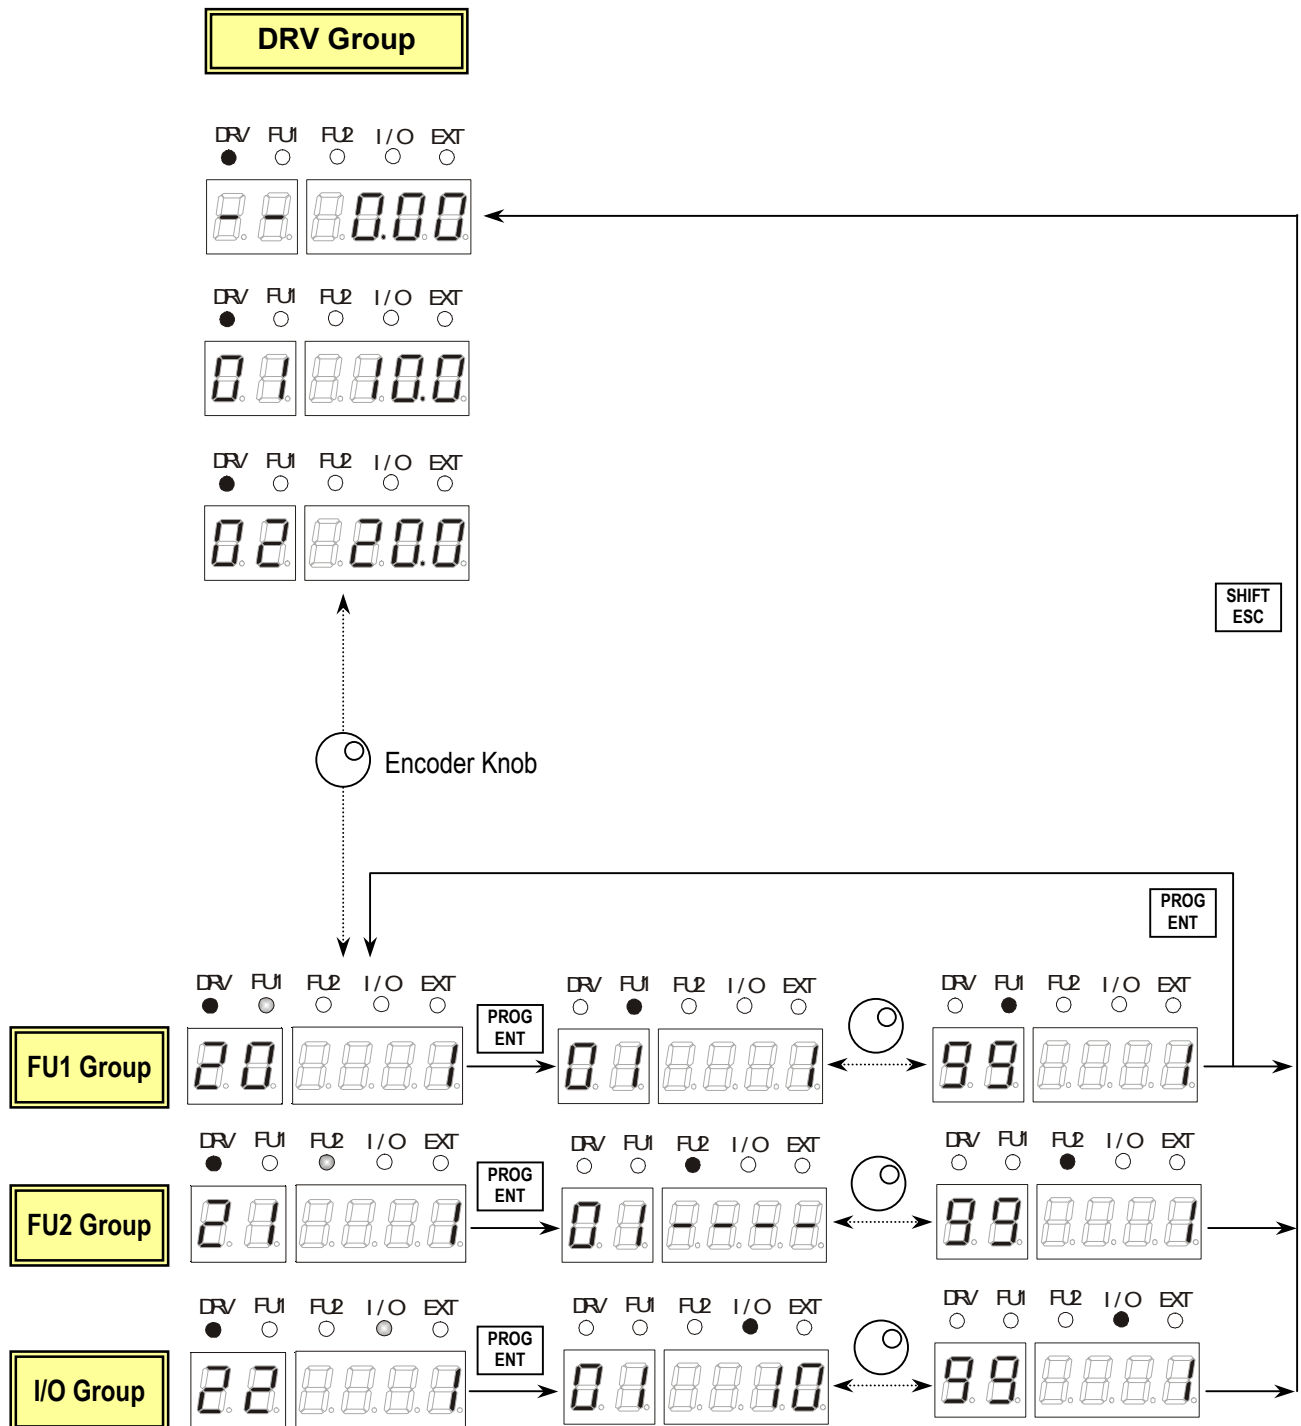 DRV Group
DRV FU1 FU2 I/O EXT
-- 0.00
DRV FU1 FU2 I/O EXT
01 10.0
DRV FU1 FU2 I/O EXT
02 20.0
SHIFT
ESC
Encoder Knob
PROG
ENT
DRV FU1 FU2 I/O EXT
DRV FU1 FU2 I/O EXT
DRV FU1 FU2 I/O EXT
FU1 Group
20 1
PROG
ENT
01 1
99 1
DRV FU1 FU2 I/O EXT
DRV FU1 FU2 I/O EXT
DRV FU1 FU2 I/O EXT
FU2 Group
21 1
PROG
ENT
01 ----
99 1
DRV FU1 FU2 I/O EXT
DRV FU1 FU2 I/O EXT
DRV FU1 FU2 I/O EXT
I/O Group
22 1
PROG
ENT
01 10
99 1